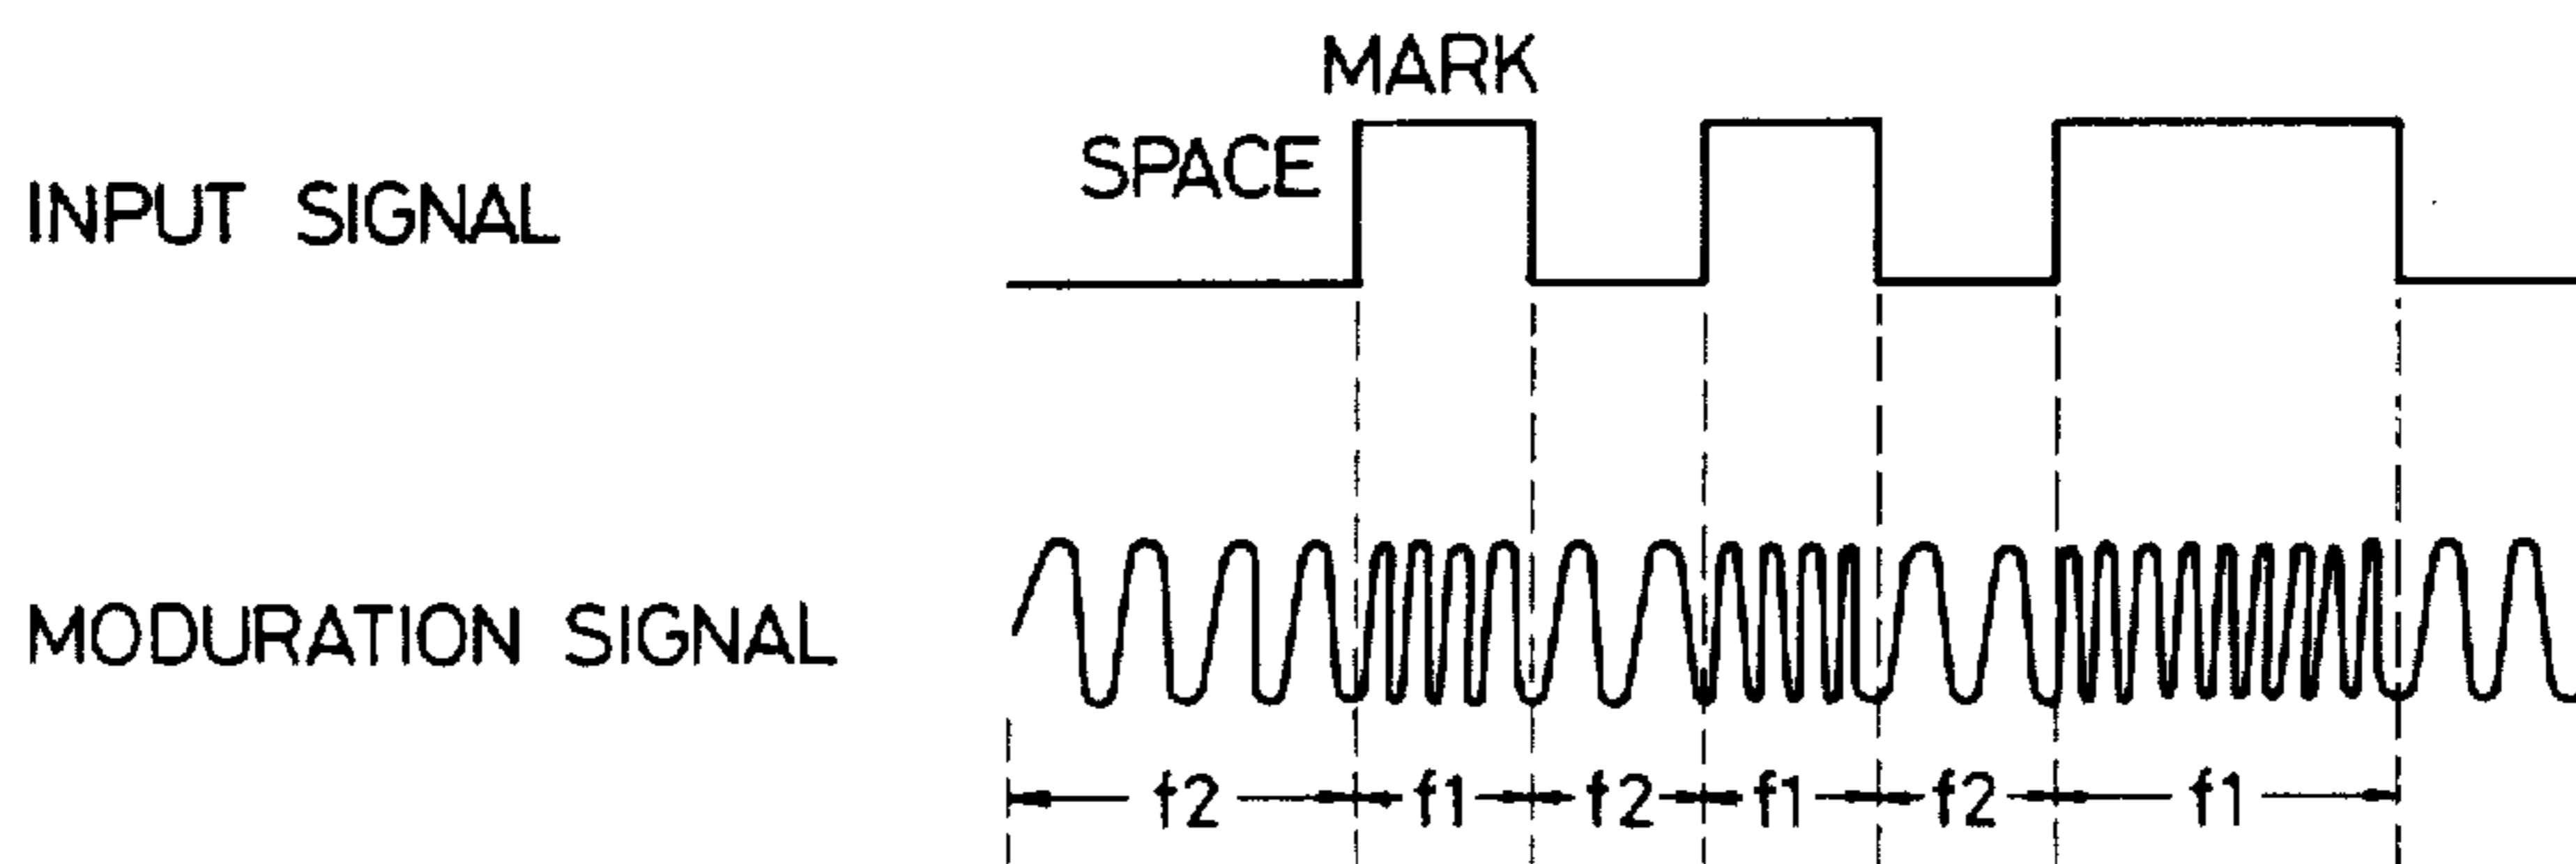 MARK
SPACE
INPUT SIGNAL
MODURATION SIGNAL
f2 f1 f2 f1 f2 f1